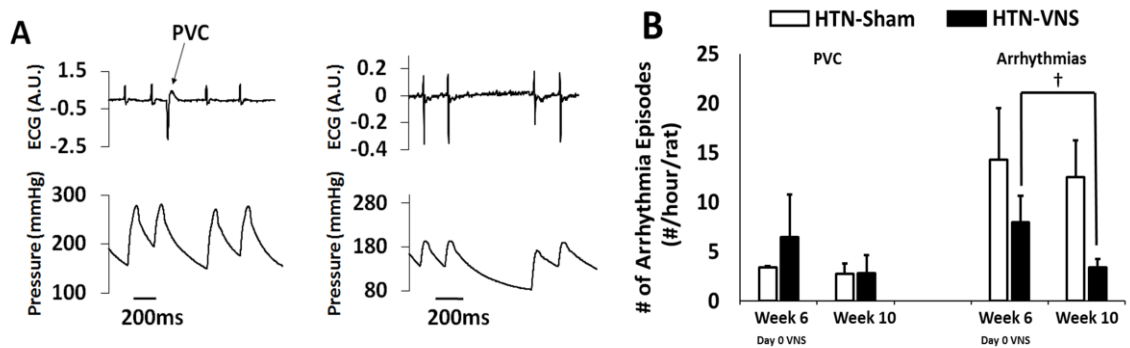 A
PVC
ECG (A.U.)
1.5
-0.5
-2.5
Pressure (mmHg)
300
200
100
200ms
ECG (A.U.)
0.2
0
-0.2
-0.4
Pressure (mmHg)
280
180
80
200ms
B
HTN-Sham HTN-VNS
# of Arrhythmia Episodes
(#/hour/rat)
25
20
15
10
5
0
PVC
Arrhythmias
†
Week 6 Week 10 Week 6 Week 10
Day 0 VNS Day 0 VNS